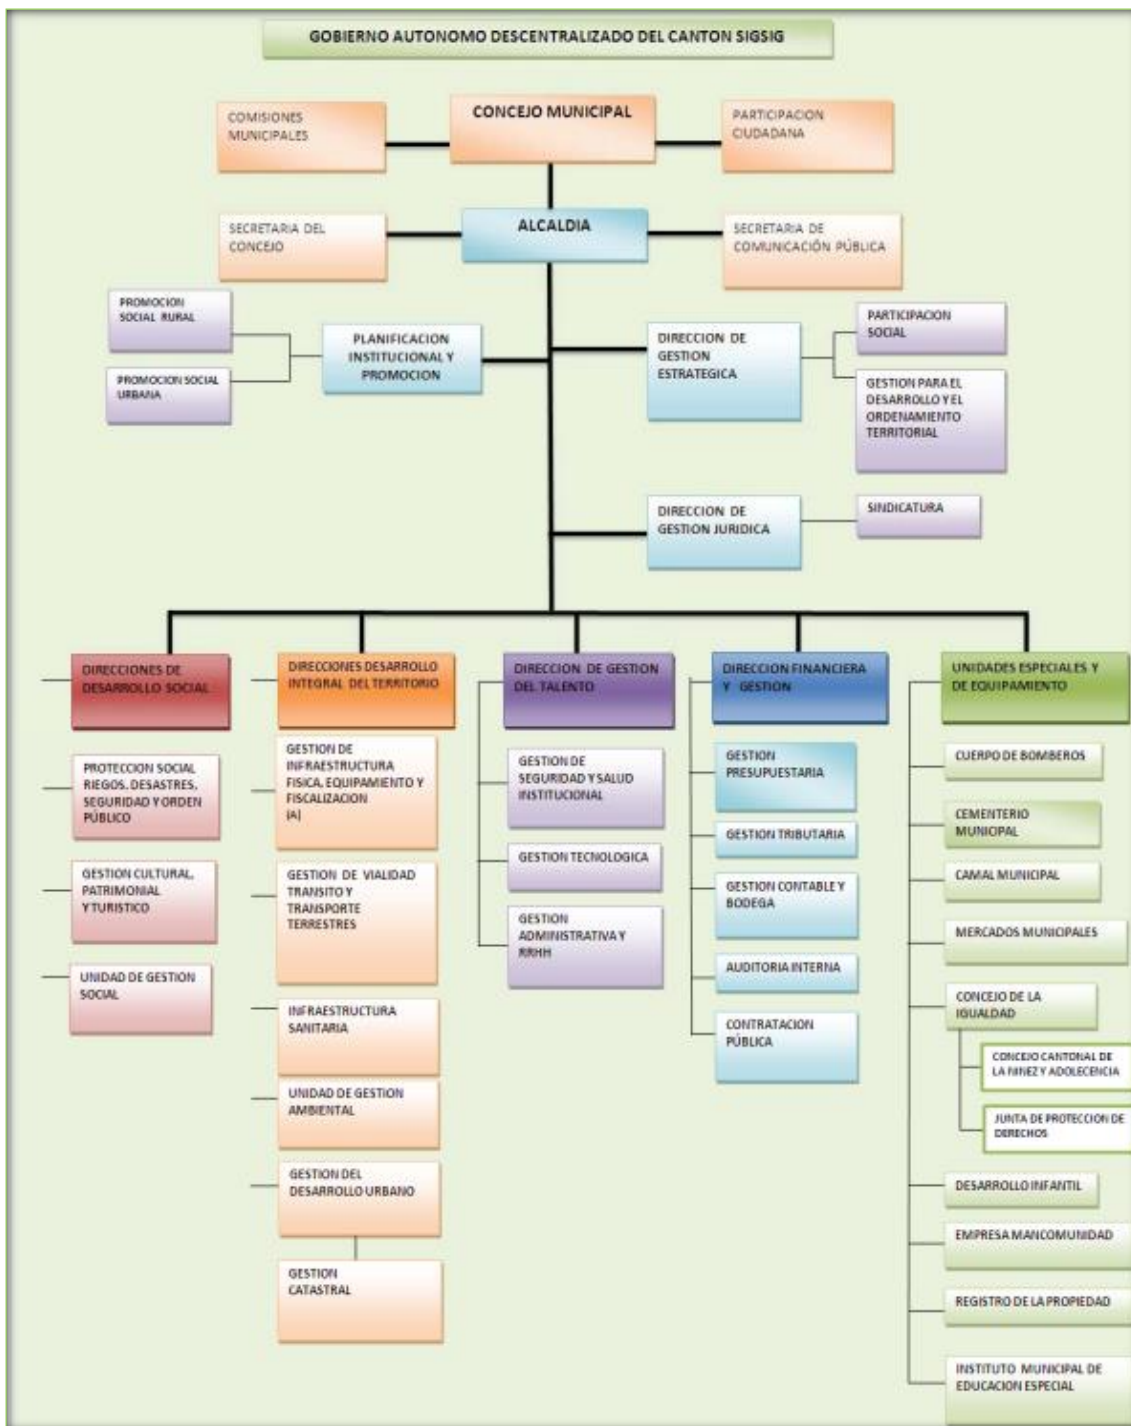 GOBIERNO AUTONOMO DESCENTRALIZADO DEL CANTON SIGSIG
COMISIONES
MUNICIPALES
CONCEJO MUNICIPAL
PARTICIPACION
CIUDADANA
SECRETARIA DEL
CONCEJO
ALCALDIA
SECRETARIA DE
COMUNICACIÓN PÚBLICA
PROMOCION
SOCIAL RURAL
PROMOCION SOCIAL
URBANA
PLANIFICACION
INSTITUCIONAL Y
PROMOCION
DIRECCION DE
GESTION
ESTRATEGICA
PARTICIPACION
SOCIAL
GESTION PARA EL
DESARROLLO Y EL
ORDENAMIENTO
TERRITORIAL
DIRECCION DE
GESTION JURIDICA
SINDICATURA
DIRECCIONES DE
DESARROLLO SOCIAL
PROTECCION SOCIAL
RIEGOS, DESASTRES,
SEGURIDAD Y ORDEN
PÚBLICO
GESTION CULTURAL,
PATRIMONIAL
Y TURISTICO
UNIDAD DE GESTION
SOCIAL
DIRECCIONES DESARROLLO
INTEGRAL DEL TERRITORIO
GESTION DE
INFRAESTRUCTURA
FISICA, EQUIPAMIENTO Y
FISCALIZACION
(A)
GESTION DE VIALIDAD
TRANSITO Y
TRANSPORTE
TERRESTRES
INFRAESTRUCTURA
SANITARIA
UNIDAD DE GESTION
AMBIENTAL
GESTION DEL
DESARROLLO URBANO
GESTION
CATASTRAL
DIRECCION DE GESTION
DEL TALENTO
GESTION DE
SEGURIDAD Y SALUD
INSTITUCIONAL
GESTION TECNOLOGICA
GESTION
ADMINISTRATIVA Y
RRHH
DIRECCION FINANCIERA
Y GESTION
GESTION
PRESUPUESTARIA
GESTION TRIBUTARIA
GESTION CONTABLE Y
BODEGA
AUDITORIA INTERNA
CONTRATACION
PÚBLICA
UNIDADES ESPECIALES Y
DE EQUIPAMIENTO
CUERPO DE BOMBEROS
CEMENTERIO
MUNICIPAL
CAMAL MUNICIPAL
MERCADOS MUNICIPALES
CONCEJO DE LA
IGUALDAD
CONCEJO CANTONAL DE
LA NINEZ Y ADOLECENCIA
JUNTA DE PROTECCION DE
DERECHOS
DESARROLLO INFANTIL
EMPRESA MANCOMUNIDAD
REGISTRO DE LA PROPIEDAD
INSTITUTO MUNICIPAL DE
EDUCACION ESPECIAL